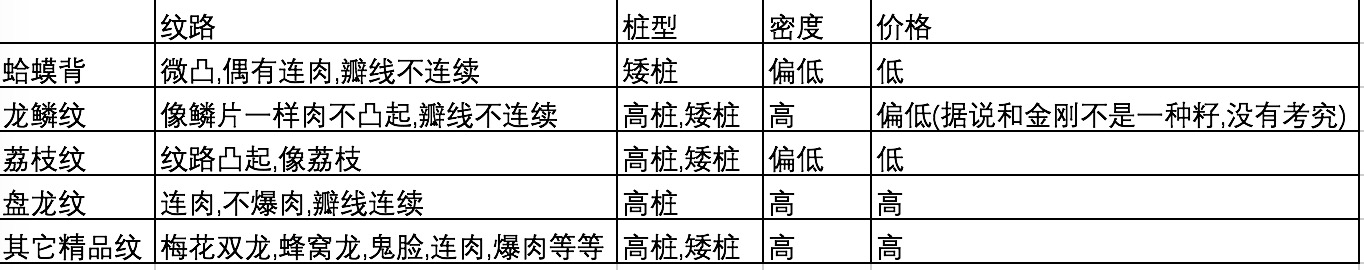 纹路 桩型 密度 价格
蛤蟆背 微凸,偶有连肉,瓣线不连续 矮桩 偏低 低
龙鳞纹 像鳞片一样肉不凸起,瓣线不连续 高桩,矮桩 高 偏低(据说和金刚不是一种籽,没有考究)
荔枝纹 纹路凸起,像荔枝 高桩,矮桩 偏低 低
盘龙纹 连肉,不爆肉,瓣线连续 高桩 高 高
其它精品纹 梅花双龙,蜂窝龙,鬼脸,连肉,爆肉等等 高桩,矮桩 高 高